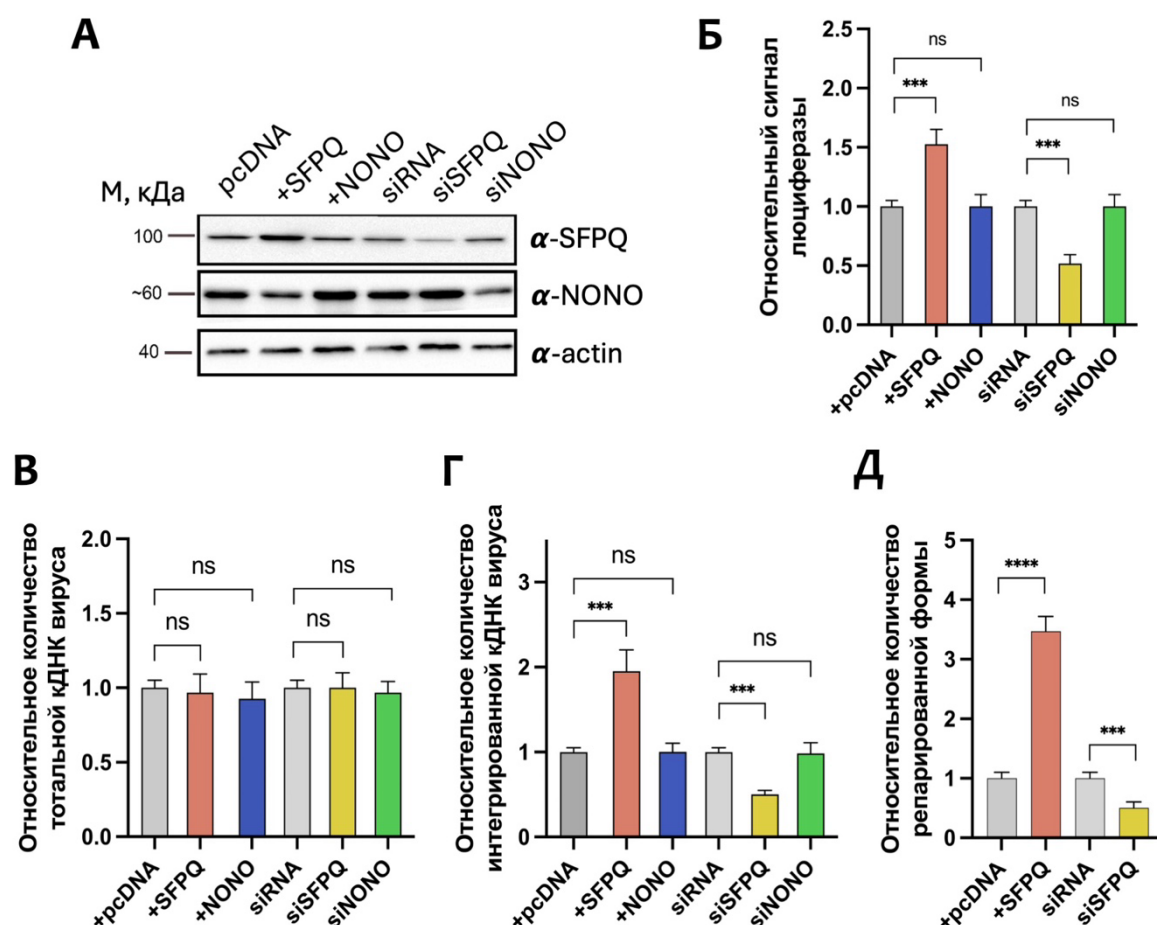 А
pcDNA
+SFPQ
+NONO
siRNA
siSFPQ
siNONO
М, кДа
100
α-SFPQ
~60
α-NONO
40
α-actin
Б
Относительный сигнал
люциферазы
2.5
2.0
1.5
1.0
0.5
0.0
ns
***
ns
***
+pcDNA
+SFPQ
+NONO
siRNA
siSFPQ
siNONO
В
Относительное количество
тотальной кДНК вируса
2.0
1.5
1.0
0.5
0.0
ns
ns
ns
ns
+pcDNA
+SFPQ
+NONO
siRNA
siSFPQ
siNONO
Г
Относительное количество
интегрированной кДНК вируса
3
2
1
0
ns
***
ns
***
+pcDNA
+SFPQ
+NONO
siRNA
siSFPQ
siNONO
Д
Относительное количество
репарированной формы
5
4
3
2
1
0
****
***
+pcDNA
+SFPQ
siRNA
siSFPQ